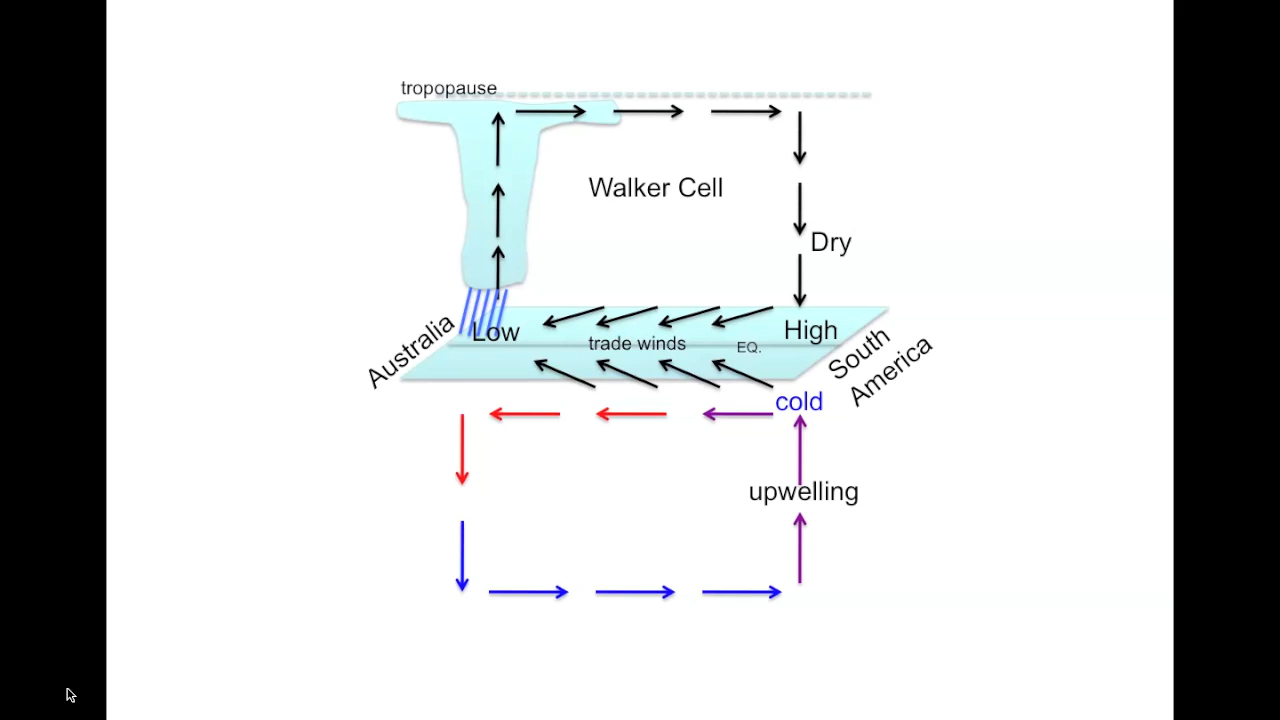 tropopause
Walker Cell
Dry
Australia
Low
trade winds
EQ.
High
South
America
cold
upwelling